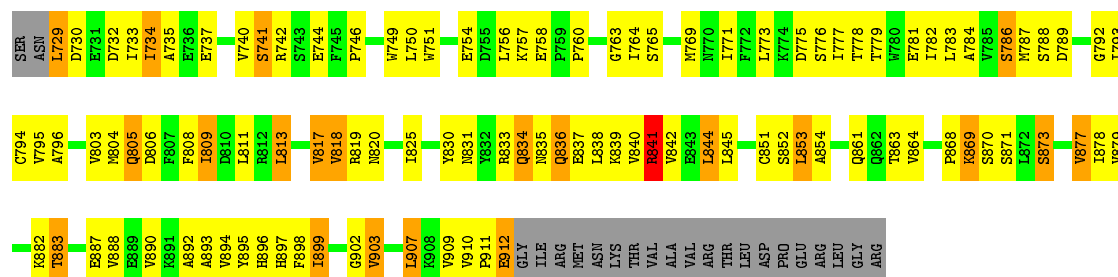 SER ASN L729 D730 E731 D732 I733 I734 A735 E736 E737 V740 S741 R742 S743 E744 F745 P746 W749 L750 W751 E754 D755 L756 K757 E758 P759 P760 G763 I764 S765 M769 N770 I771 F772 L773 K774 D775 S776 I777 T778 T779 W780 E781 I782 L783 A784 V785 S786 M787 S788 D789 G792
C794 V795 A796 V803 M804 Q805 D806 F807 F808 I809 D810 L811 R812 L813 V817 V818 R819 N820 I825 Y830 N831 Y832 R833 Q834 N835 Q836 E837 L838 K839 V840 R841 V842 E843 L844 L845 C851 S852 L853 A854 Q861 Q862 T863 V864 P868 K869 S870 S871 L872 S873 V877 I878
K882 T883 E887 V888 E889 V890 K891 A892 A893 V894 Y895 H896 H897 F898 I899 G902 V903 L907 K908 V909 V910 P911 E912 GLY ILE ARG MET ASN LYS THR VAL ALA VAL ARG THR LEU ASP PRO GLU ARG LEU GLY ARG